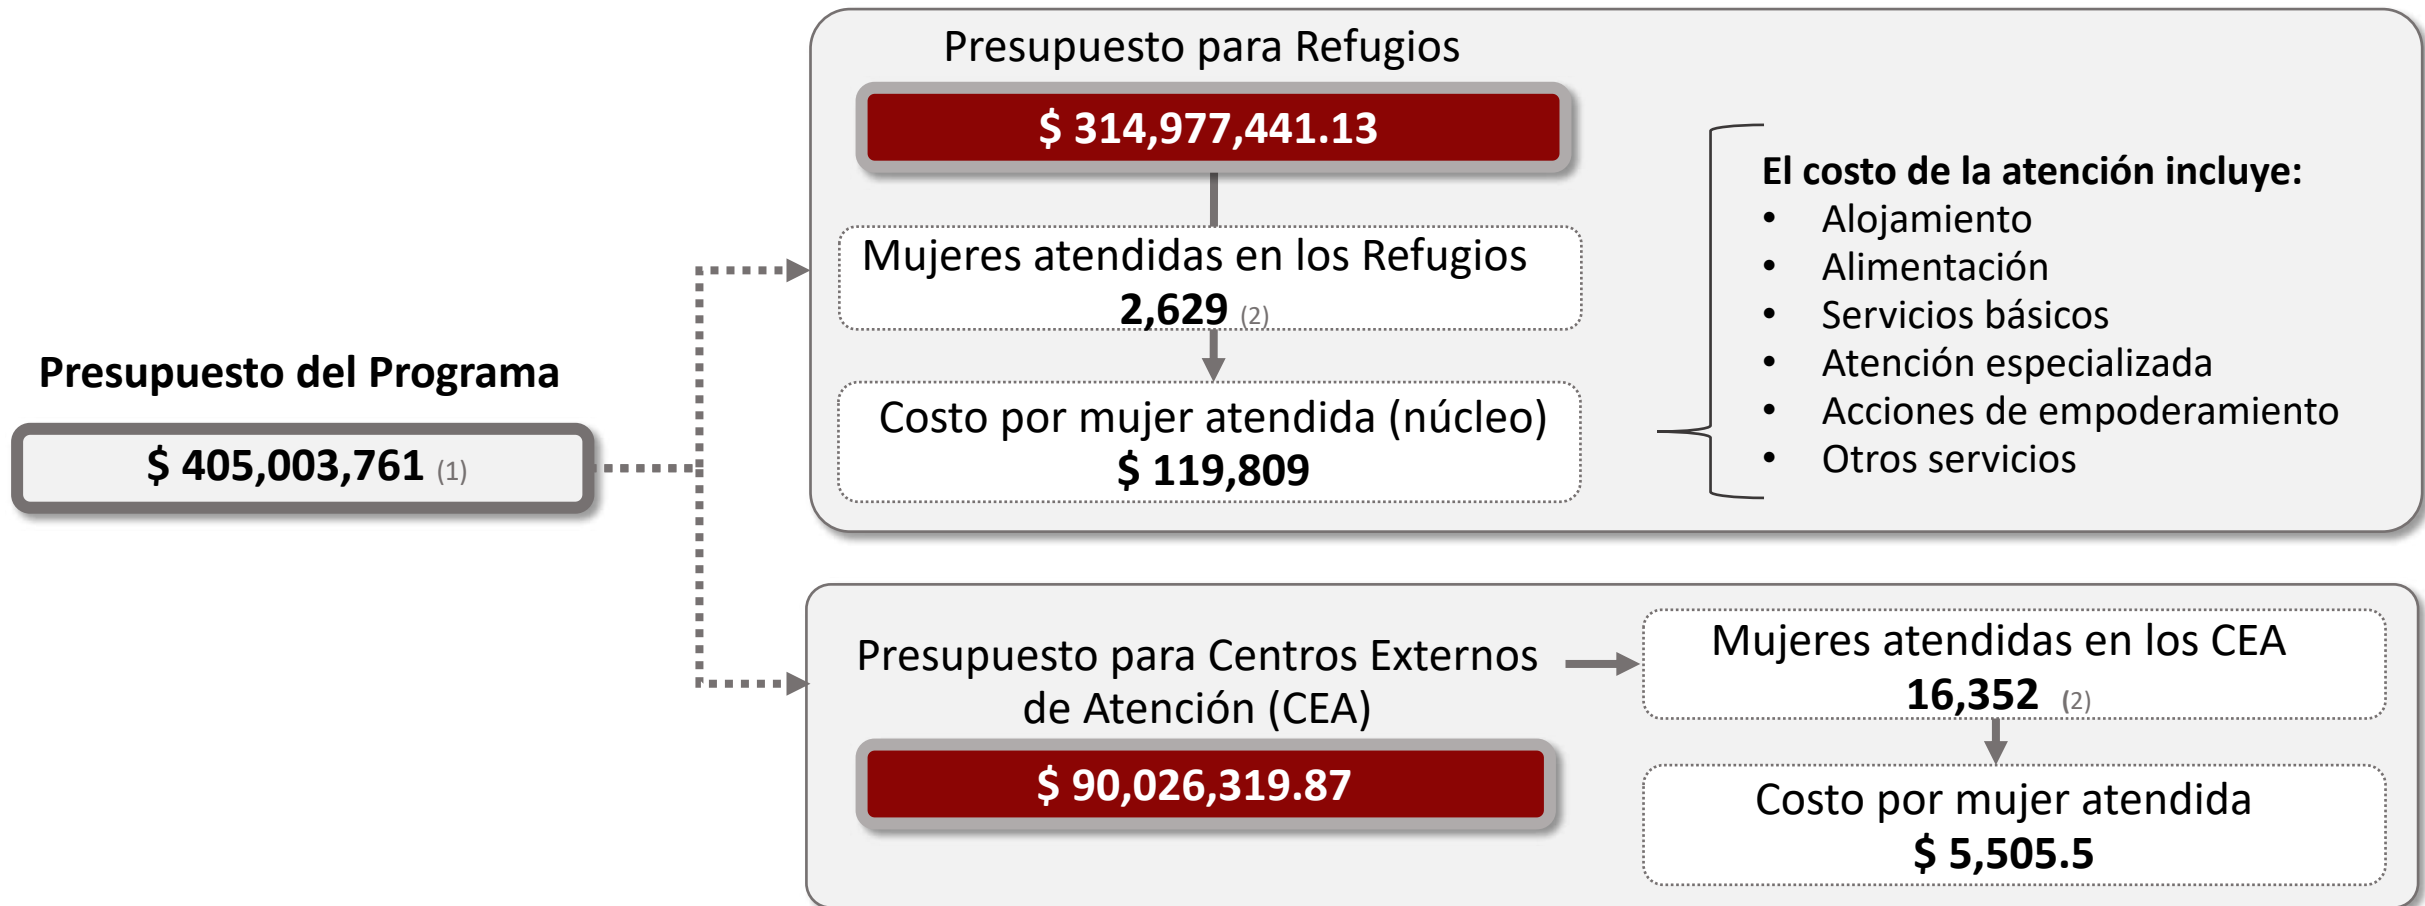 Presupuesto del Programa
$ 405,003,761 (1)
Presupuesto para Refugios
$ 314,977,441.13
Mujeres atendidas en los Refugios
2,629 (2)
Costo por mujer atendida (núcleo)
$ 119,809
El costo de la atención incluye:
• Alojamiento
• Alimentación
• Servicios básicos
• Atención especializada
• Acciones de empoderamiento
• Otros servicios
Presupuesto para Centros Externos
de Atención (CEA)
$ 90,026,319.87
Mujeres atendidas en los CEA
16,352 (2)
Costo por mujer atendida
$ 5,505.5